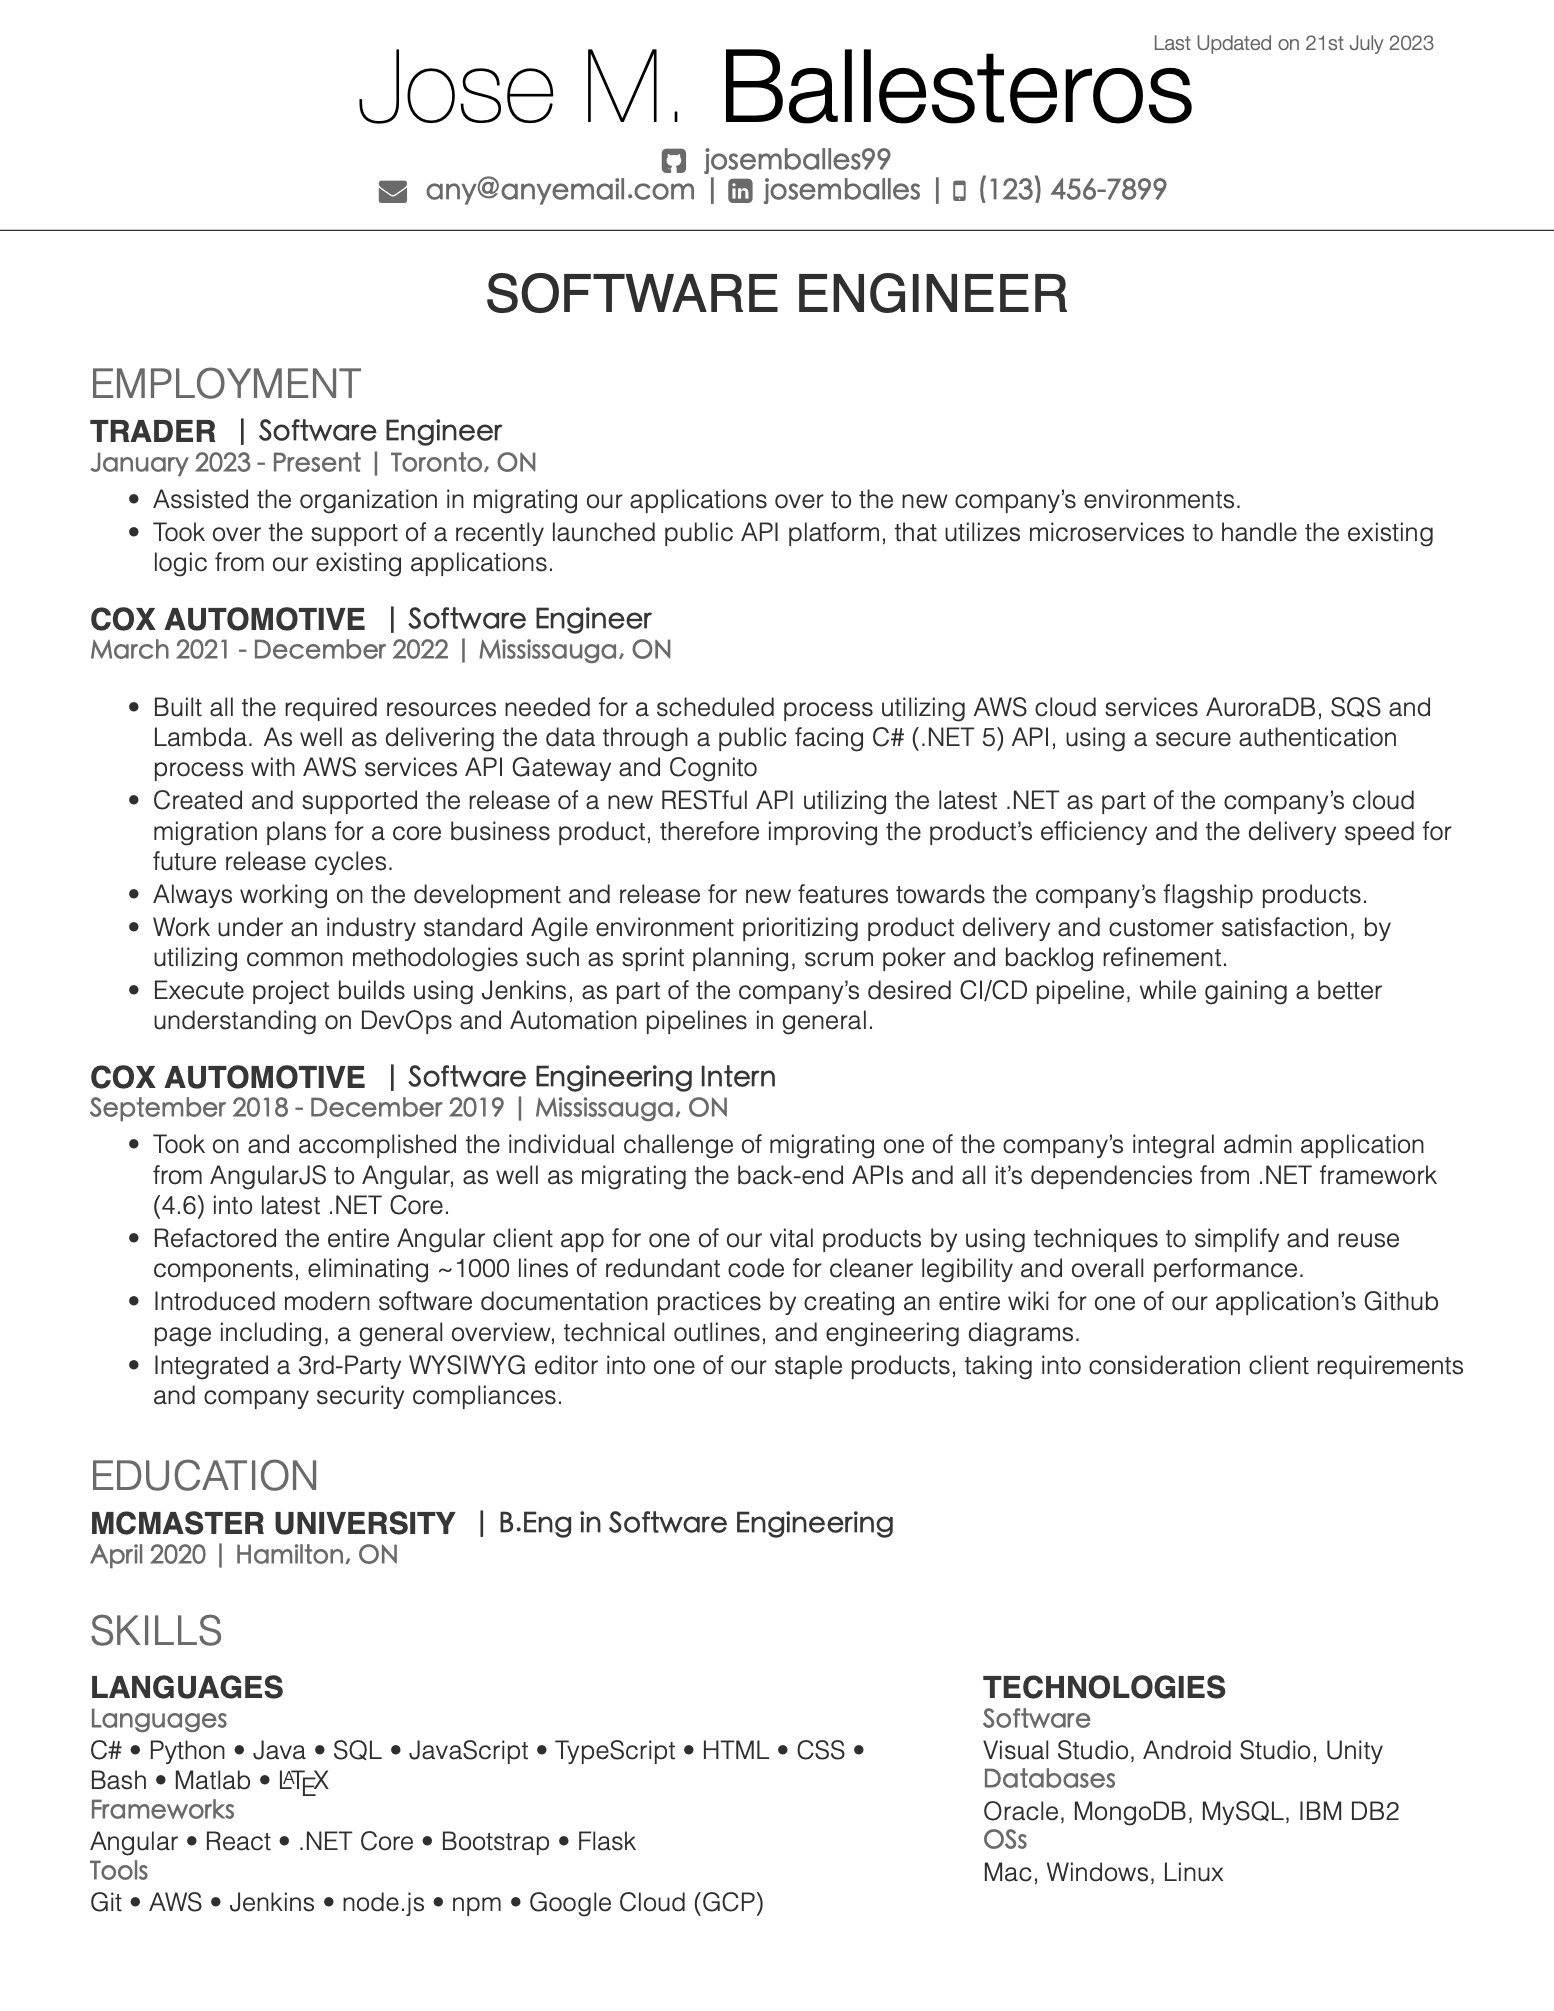 Last Updated on 21st July 2023
Jose M. Ballesteros
josemballes99
any@anyemail.com | josemballes | (123) 456-7899
SOFTWARE ENGINEER
EMPLOYMENT
TRADER | Software Engineer
January 2023 - Present | Toronto, ON
• Assisted the organization in migrating our applications over to the new company's environments.
• Took over the support of a recently launched public API platform, that utilizes microservices to handle the existing
logic from our existing applications.
COX AUTOMOTIVE | Software Engineer
March 2021 - December 2022 | Mississauga, ON
• Built all the required resources needed for a scheduled process utilizing AWS cloud services AuroraDB, SQS and
Lambda. As well as delivering the data through a public facing C# (.NET 5) API, using a secure authentication
process with AWS services API Gateway and Cognito
• Created and supported the release of a new RESTful API utilizing the latest .NET as part of the company's cloud
migration plans for a core business product, therefore improving the product's efficiency and the delivery speed for
future release cycles.
• Always working on the development and release for new features towards the company's flagship products.
• Work under an industry standard Agile environment prioritizing product delivery and customer satisfaction, by
utilizing common methodologies such as sprint planning, scrum poker and backlog refinement.
• Execute project builds using Jenkins, as part of the company's desired CI/CD pipeline, while gaining a better
understanding on DevOps and Automation pipelines in general.
COX AUTOMOTIVE | Software Engineering Intern
September 2018 - December 2019 | Mississauga, ON
• Took on and accomplished the individual challenge of migrating one of the company's integral admin application
from AngularJS to Angular, as well as migrating the back-end APIs and all it's dependencies from .NET framework
(4.6) into latest .NET Core.
• Refactored the entire Angular client app for one of our vital products by using techniques to simplify and reuse
components, eliminating ~1000 lines of redundant code for cleaner legibility and overall performance.
• Introduced modern software documentation practices by creating an entire wiki for one of our application's Github
page including, a general overview, technical outlines, and engineering diagrams.
• Integrated a 3rd-Party WYSIWYG editor into one of our staple products, taking into consideration client requirements
and company security compliances.
EDUCATION
MCMASTER UNIVERSITY | B.Eng in Software Engineering
April 2020 | Hamilton, ON
SKILLS
LANGUAGES
Languages
C# • Python • Java • SQL • JavaScript • TypeScript • HTML • CSS •
Bash • Matlab • LATEX
Frameworks
Angular • React • .NET Core • Bootstrap • Flask
Tools
Git • AWS • Jenkins • node.js • npm • Google Cloud (GCP)
TECHNOLOGIES
Software
Visual Studio, Android Studio, Unity
Databases
Oracle, MongoDB, MySQL, IBM DB2
OSs
Mac, Windows, Linux